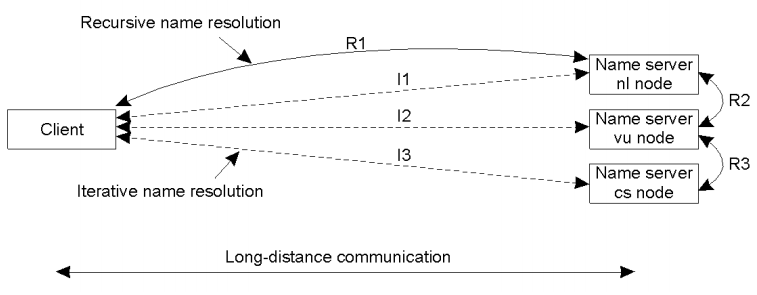 Recursive name resolution
R1
Name server
nl node
I1
R2
Client
I2
Name server
vu node
I3
R3
Name server
cs node
Iterative name resolution
Long-distance communication